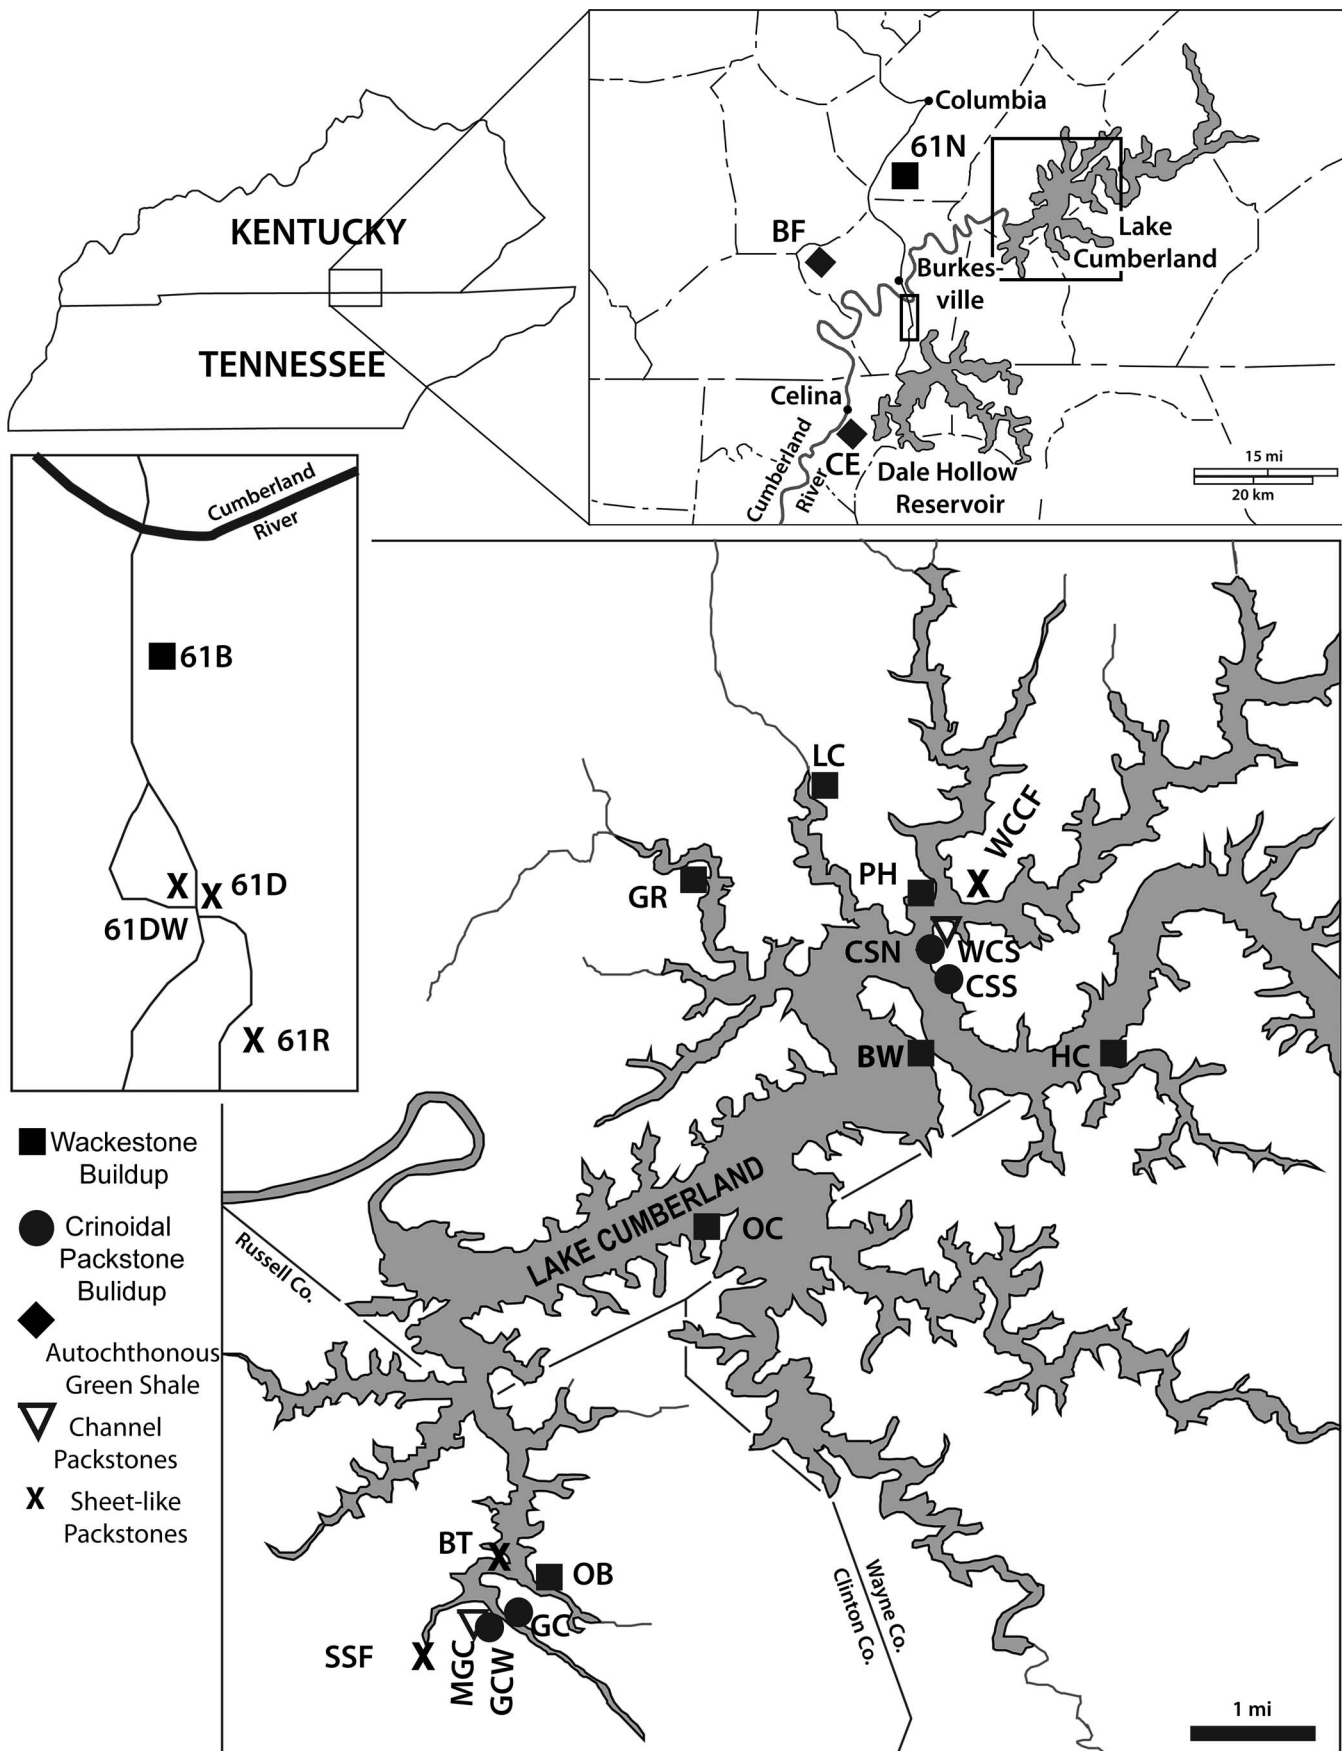 KENTUCKY
TENNESSEE
Columbia
61N
BF
Lake
Cumberland
Burkes-
ville
Celina
CE
Cumberland
River
Dale Hollow
Reservoir
15 mi
20 km
Cumberland
River
61B
61D
61DW
61R
LC
WCCF
GR
PH
CSN
WCS
CSS
BW
HC
LAKE CUMBERLAND
OC
Russell Co.
BT
OB
GC
SSF
MGC
GCW
Wayne Co.
Clinton Co.
1 mi
Wackestone
Buildup
Crinoidal
Packstone
Bulidup
Autochthonous
Green Shale
Channel
Packstones
X Sheet-like
Packstones